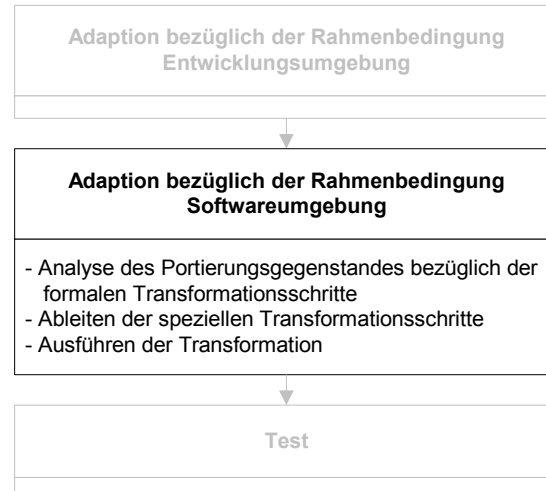 Adaption bezüglich der Rahmenbedingung
Entwicklungsumgebung
Adaption bezüglich der Rahmenbedingung
Softwareumgebung
- Analyse des Portierungsgegenstandes bezüglich der
formalen Transformationsschritte
- Ableiten der speziellen Transformationsschritte
- Ausführen der Transformation
Test